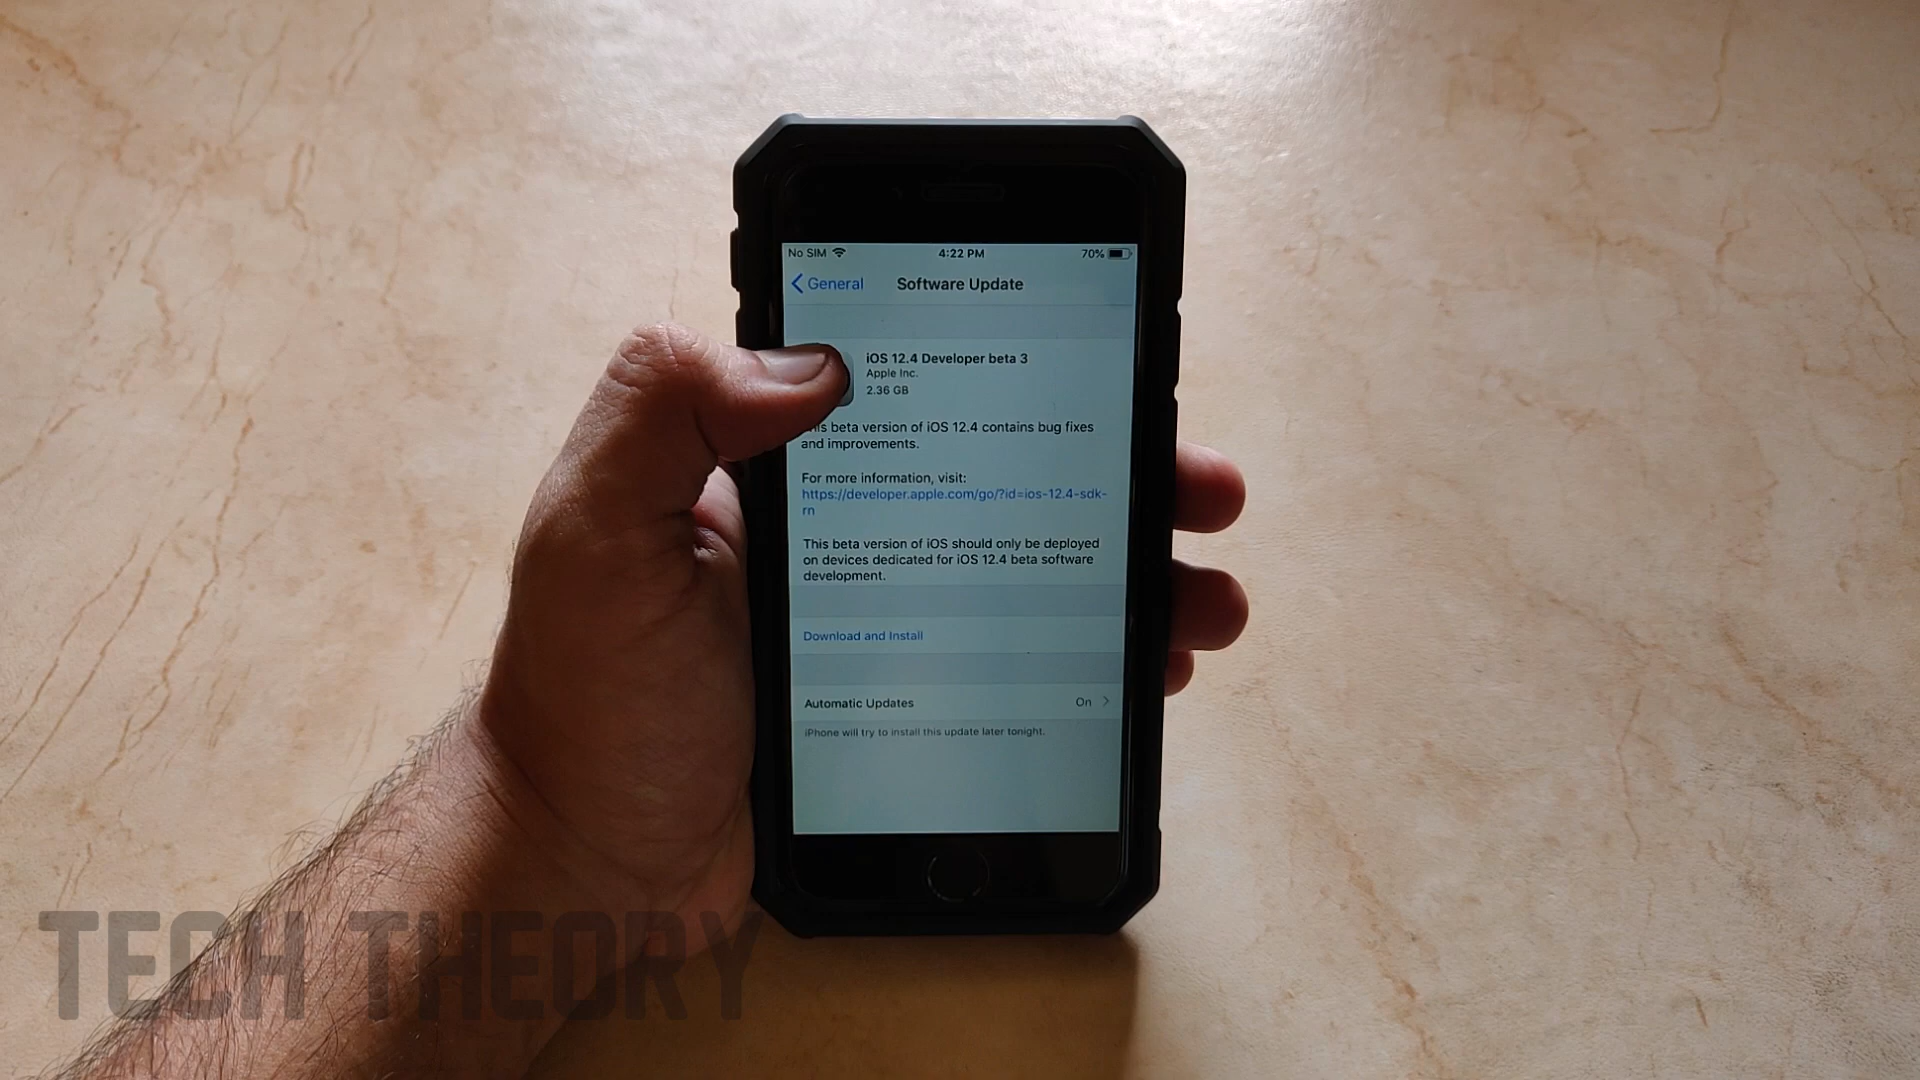 No SIM 4:22 PM 70%
General Software Update
iOS 12.4 Developer beta 3
Apple Inc.
2.36 GB
his beta version of iOS 12.4 contains bug fixes
and improvements.
For more information, visit:
https://developer.apple.com/go/?id=ios-12.4-sdk-
rn
This beta version of iOS should only be deployed
on devices dedicated for iOS 12.4 beta software
development.
Download and Install
Automatic Updates On
iPhone will try to install this update later tonight.
TECH THEORY